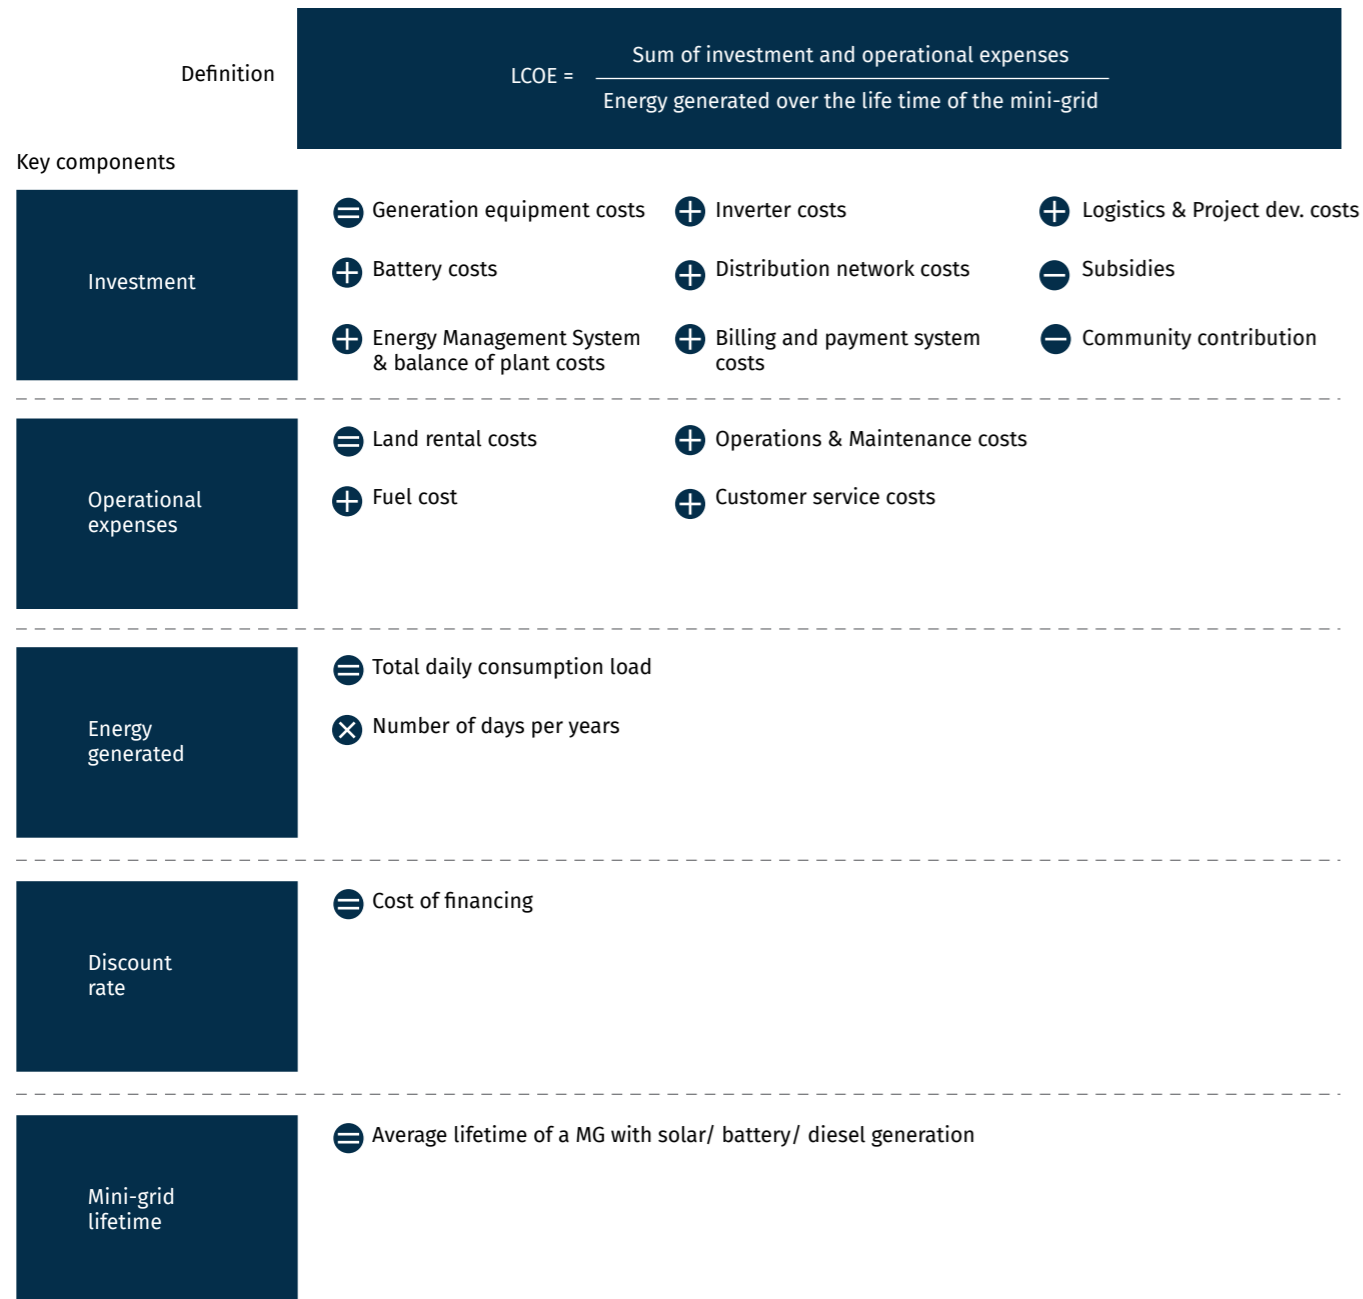 Definition
LCOE =
Sum of investment and operational expenses
Energy generated over the life time of the mini-grid
Key components
Investment
= Generation equipment costs
+ Battery costs
+ Energy Management System
& balance of plant costs
+ Inverter costs
+ Distribution network costs
+ Billing and payment system
costs
+ Logistics & Project dev. costs
− Subsidies
− Community contribution
Operational
expenses
= Land rental costs
+ Fuel cost
+ Operations & Maintenance costs
+ Customer service costs
Energy
generated
= Total daily consumption load
× Number of days per years
Discount
rate
= Cost of financing
Mini-grid
lifetime
= Average lifetime of a MG with solar/ battery/ diesel generation